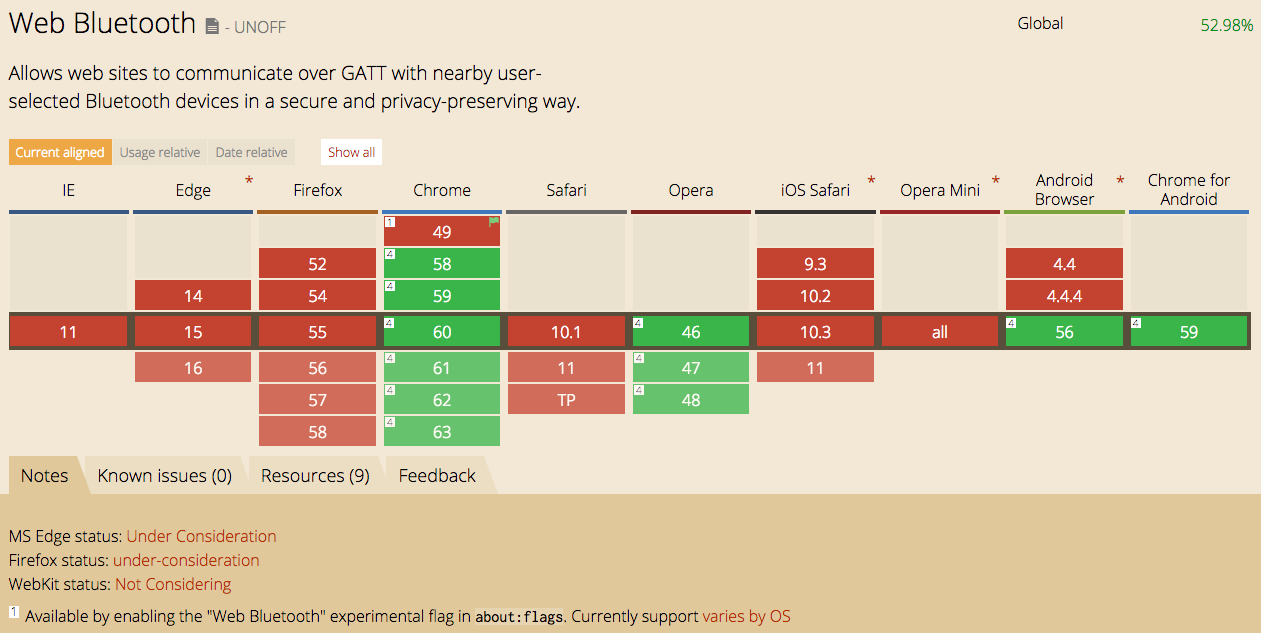 Web Bluetooth - UNOFF
Global 52.98%
Allows web sites to communicate over GATT with nearby user-
selected Bluetooth devices in a secure and privacy-preserving way.
Current aligned Usage relative Date relative Show all
IE Edge * Firefox Chrome Safari Opera iOS Safari * Opera Mini * Android Browser * Chrome for Android
1 49
52 4 58 9.3 4.4
14 54 4 59 10.2 4.4.4
11 15 55 4 60 10.1 4 46 10.3 all 4 56 4 59
16 56 4 61 11 4 47 11
57 4 62 TP 4 48
58 4 63
Notes Known issues (0) Resources (9) Feedback
MS Edge status: Under Consideration
Firefox status: under-consideration
WebKit status: Not Considering
1 Available by enabling the "Web Bluetooth" experimental flag in about:flags. Currently support varies by OS